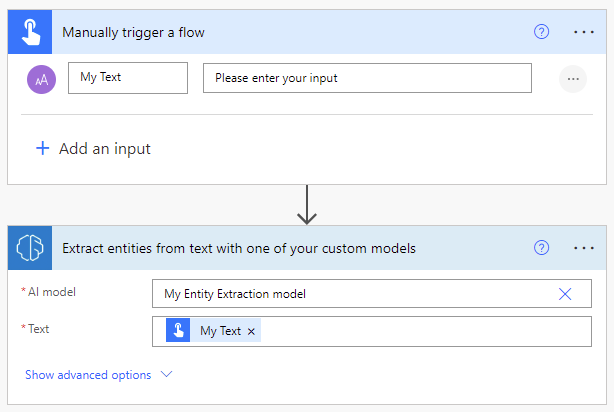 Manually trigger a flow
AA
My Text
Please enter your input
+ Add an input
Extract entities from text with one of your custom models
* AI model
My Entity Extraction model
* Text
My Text ×
Show advanced options